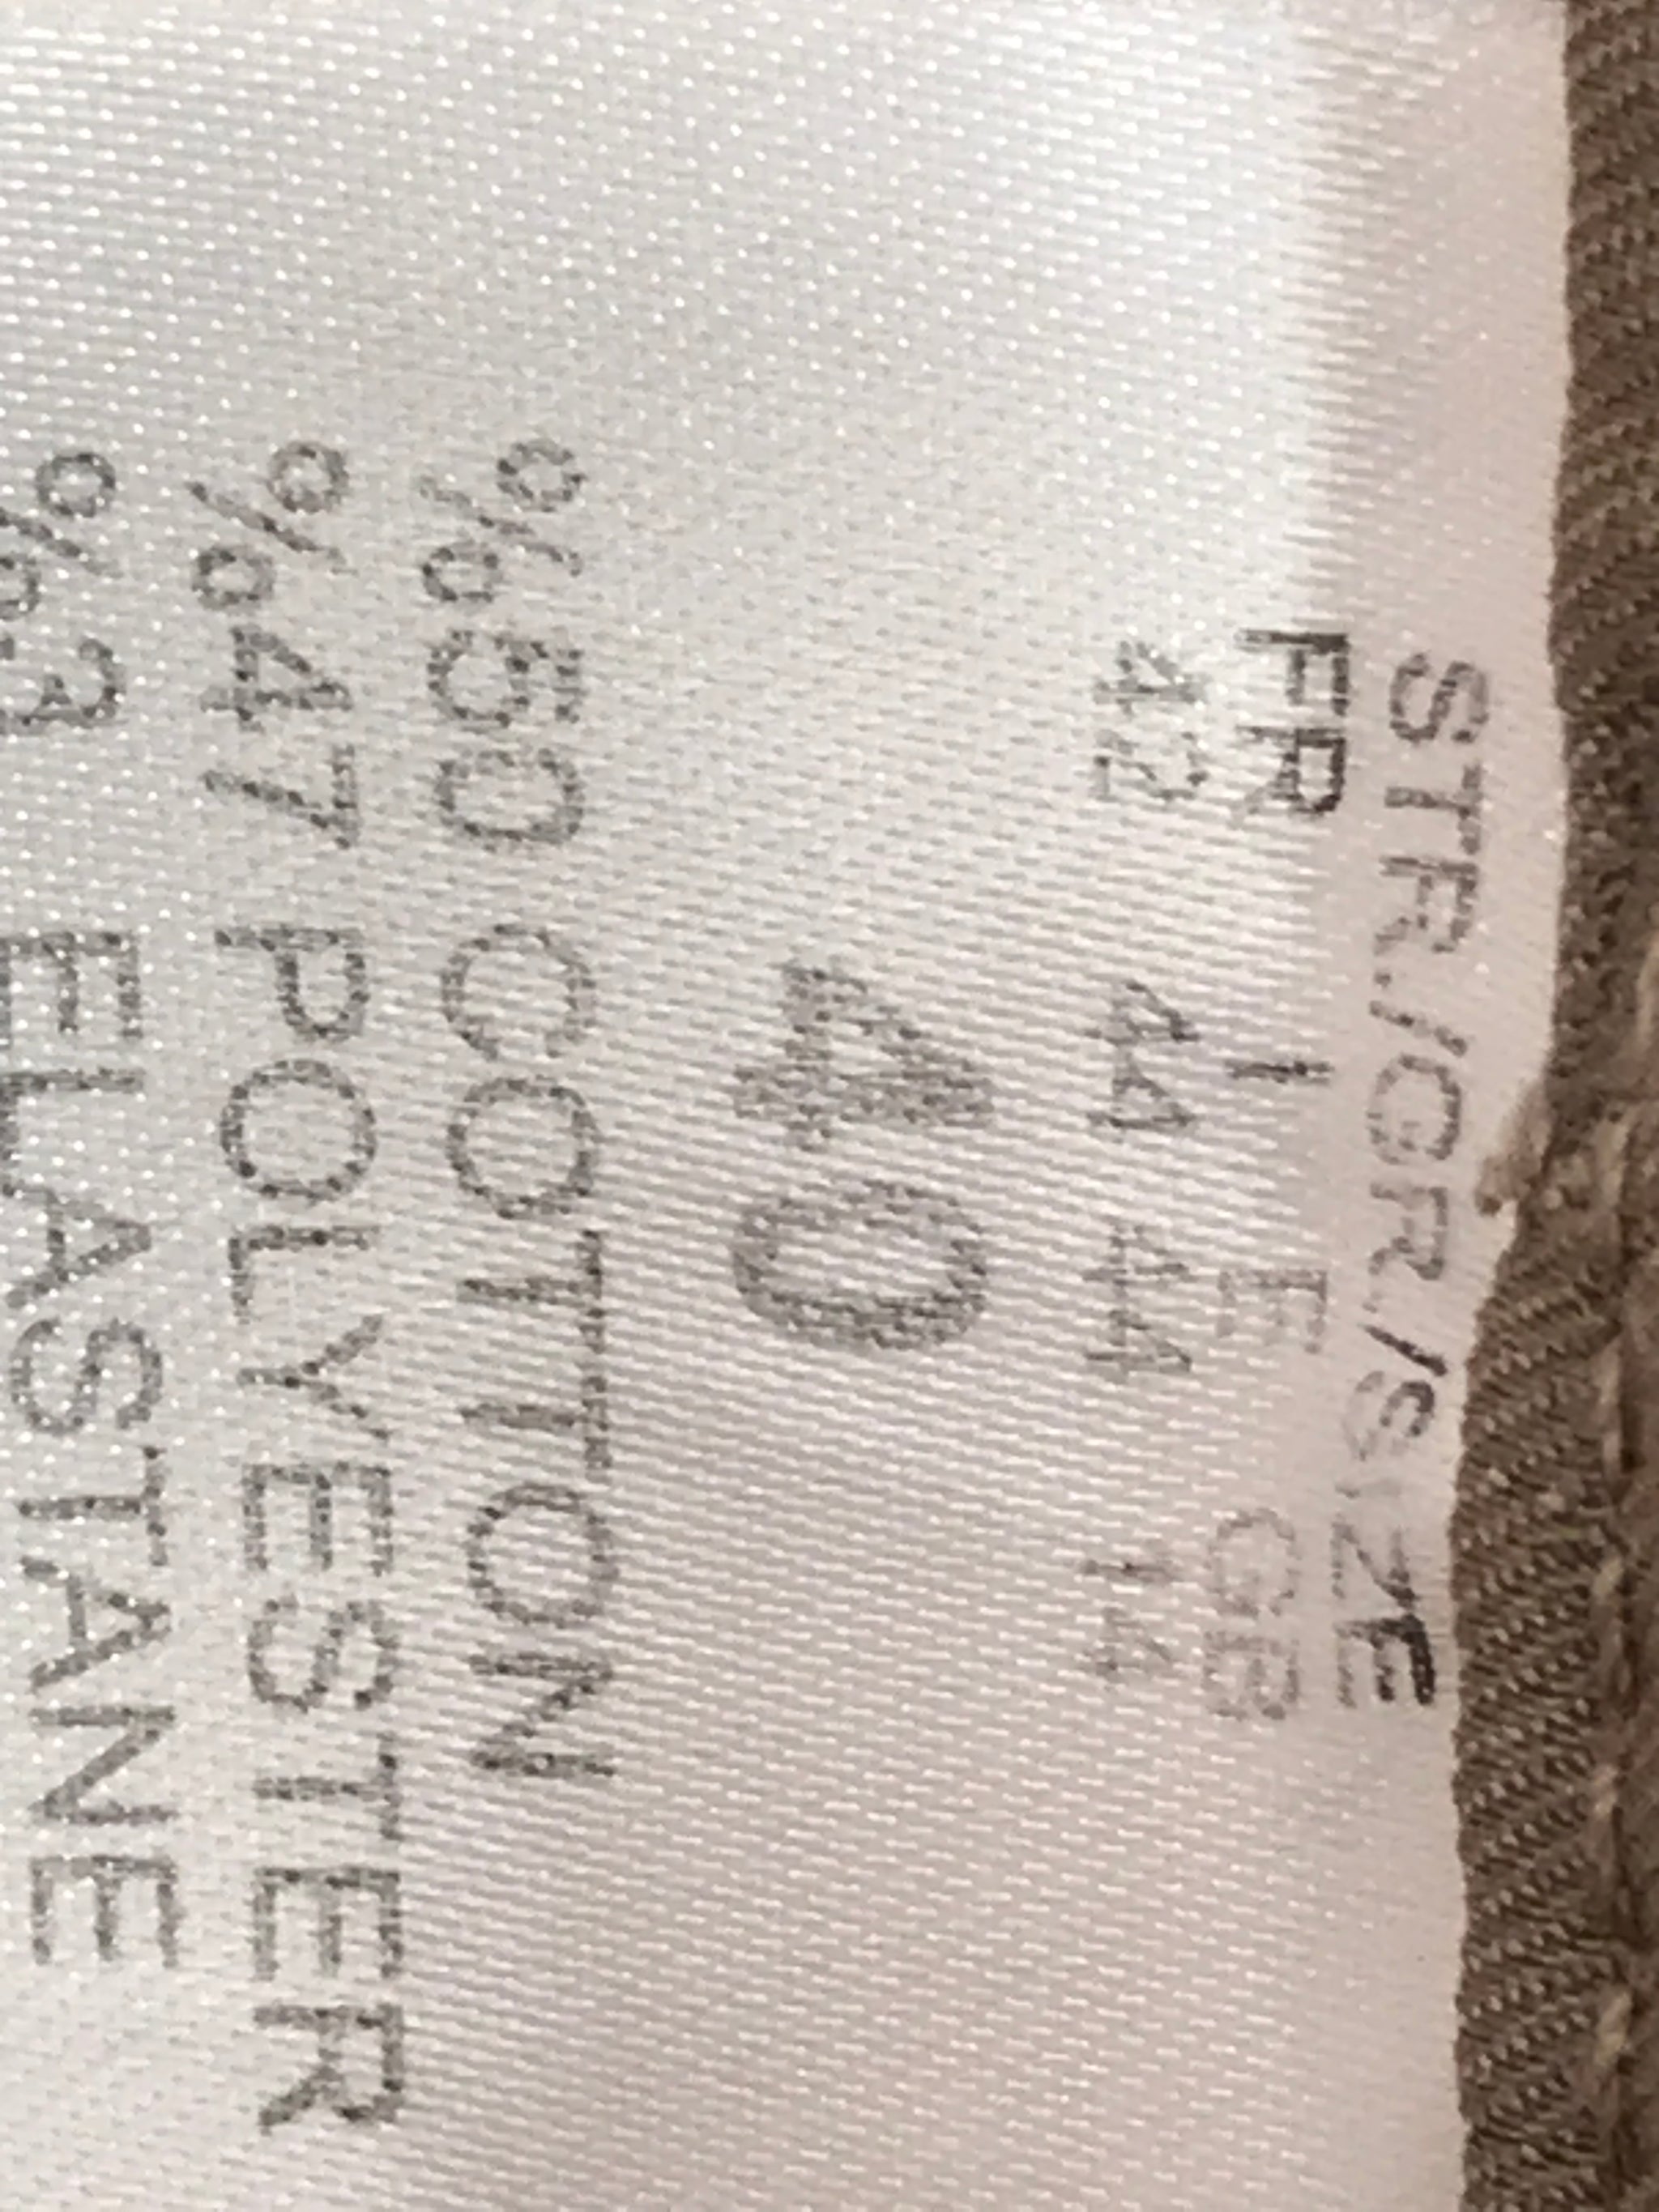 STR./GR./SIZE
FR I E GB
42 44 44 14
40
%50 COTTON
%47 POLYESTER
%3 ELASTANE